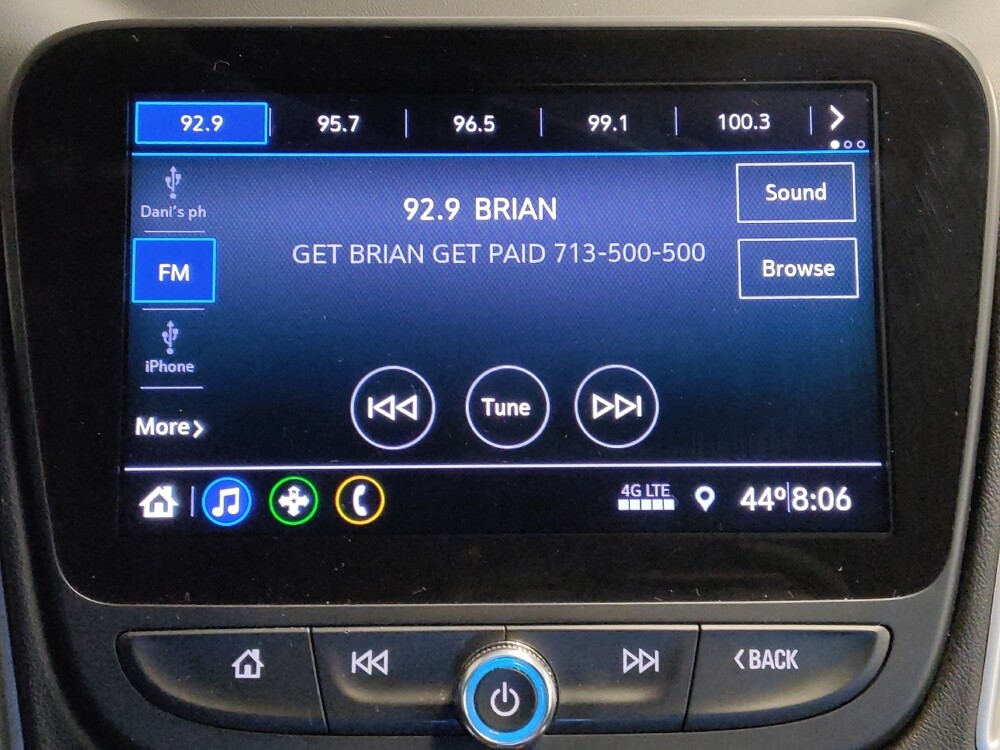 92.9 95.7 96.5 99.1 100.3
Dani's ph
92.9 BRIAN
Sound
GET BRIAN GET PAID 713-500-500
FM
Browse
iPhone
Tune
More
4G LTE
44° 8:06
BACK